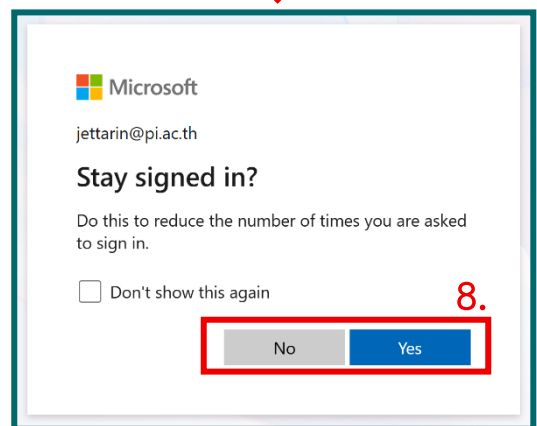 Microsoft
jettarin@pi.ac.th
Stay signed in?
Do this to reduce the number of times you are asked
to sign in.
Don't show this again
8.
No
Yes